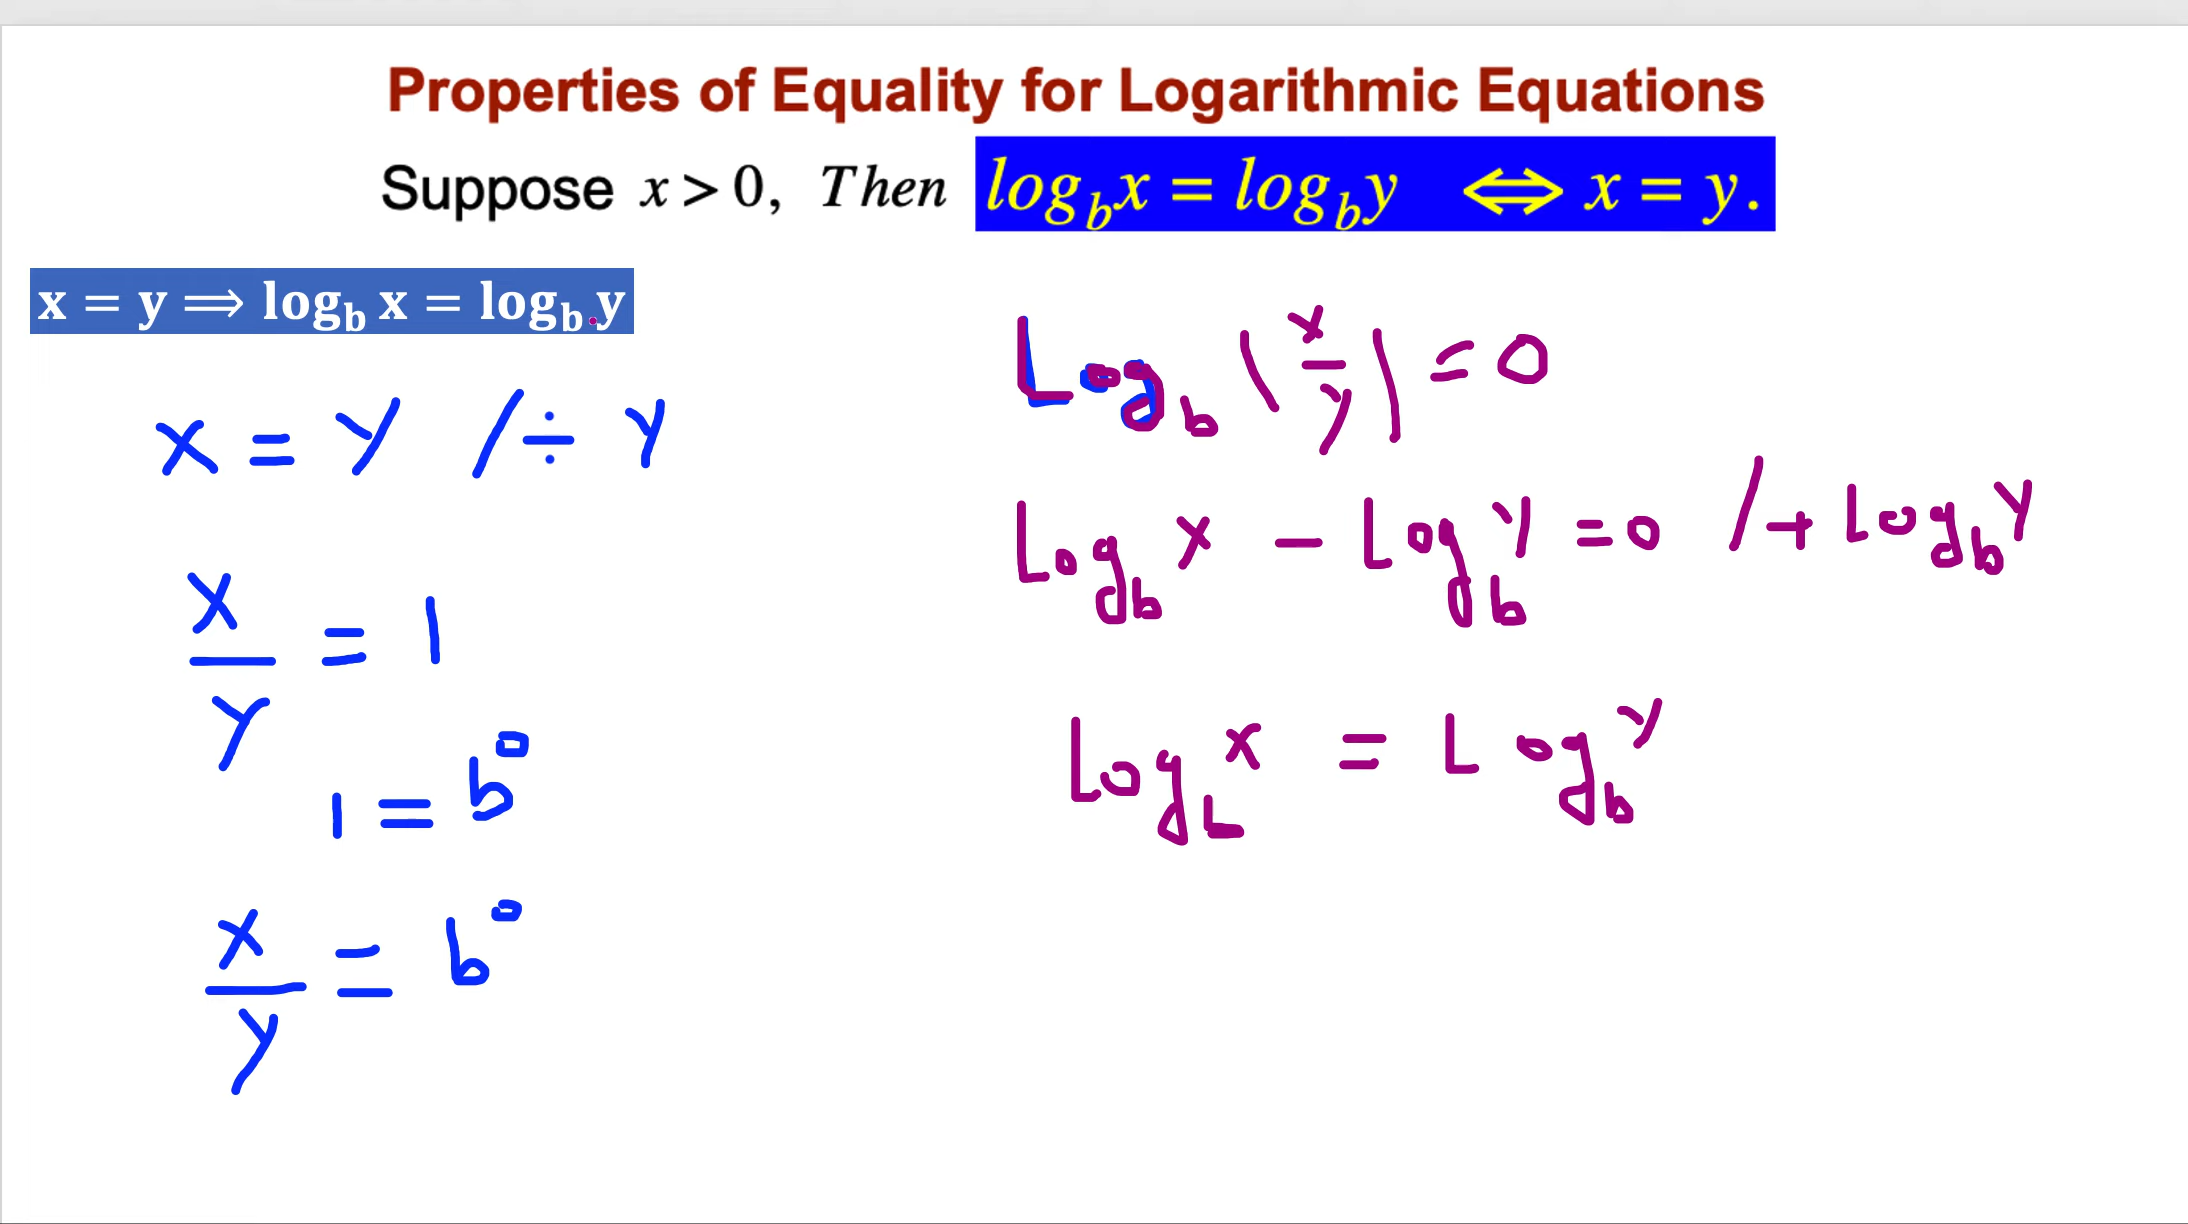 Properties of Equality for Logarithmic Equations
Suppose x > 0, Then log_b x = log_b y ⟺ x = y.
x = y ⟹ log_b x = log_b y
x = y / ÷ y
x/y = 1
1 = b^0
x/y = b^0
Log_b (x/y) = 0
Log_b x - Log_b y = 0 / + Log_b y
Log_b x = Log_b y